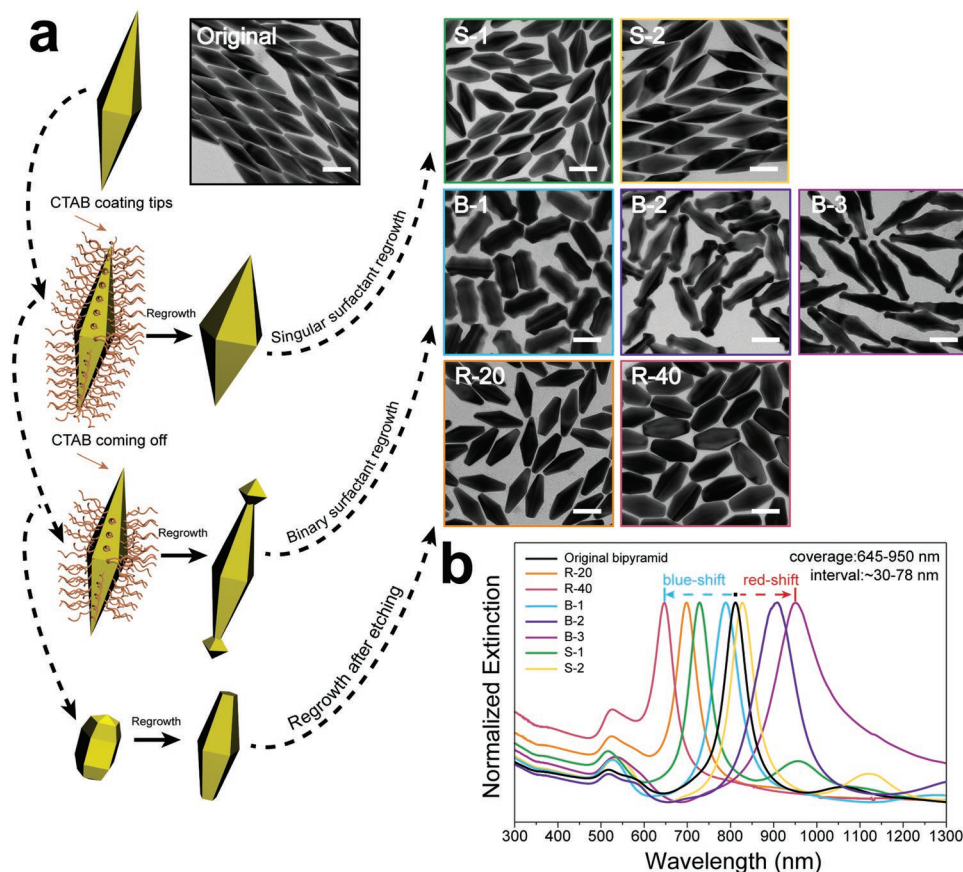 a
Original
CTAB coating tips
Regrowth
Singular surfactant regrowth
CTAB coming off
Regrowth
Binary surfactant regrowth
Regrowth
Regrowth after etching
S-1
S-2
B-1
B-2
B-3
R-20
R-40
b
Original bipyramid
R-20
R-40
B-1
B-2
B-3
S-1
S-2
coverage:645-950 nm
interval:~30-78 nm
blue-shift
red-shift
Normalized Extinction
300 400 500 600 700 800 900 1000 1100 1200 1300
Wavelength (nm)